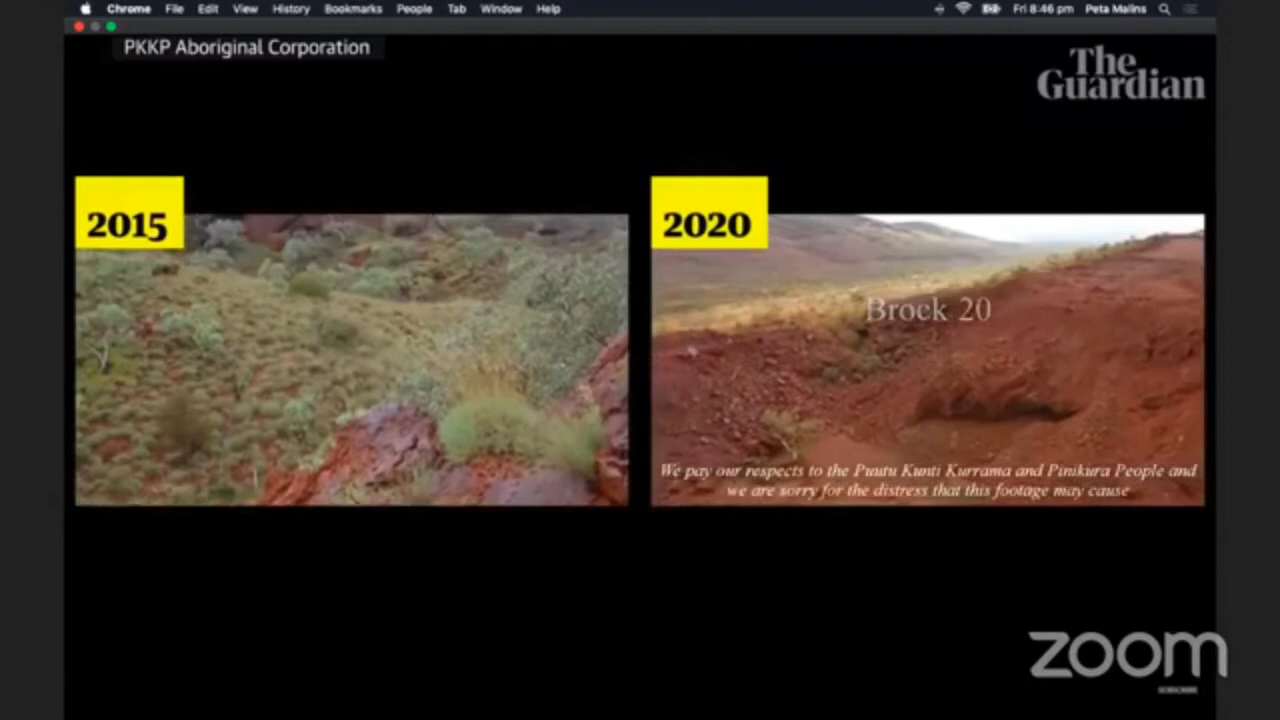 Chrome File Edit View History Bookmarks People Tab Window Help Fri 8:46 pm Peta Malins
PKKP Aboriginal Corporation
The
Guardian
2015
2020
Brock 20
We pay our respects to the Puutu Kunti Kurrama and Pinikura People and
we are sorry for the distress that this footage may cause
zoom